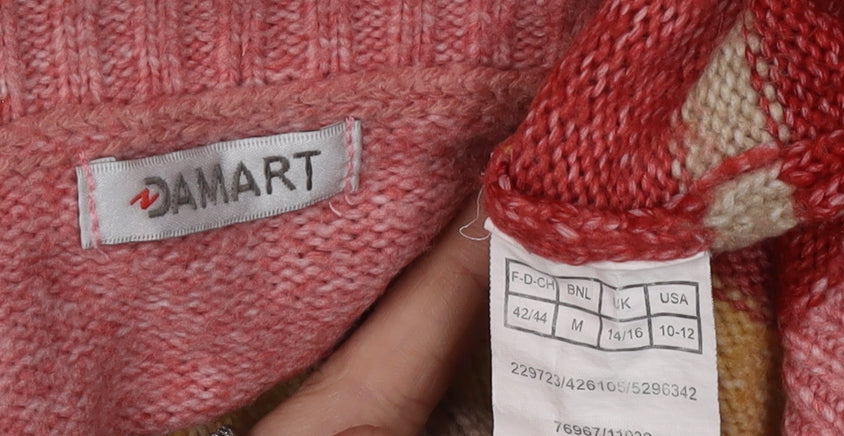 DAMART
F-D-CH BNL UK USA
42/44 M 14/16 10-12
229723/426105/5296342